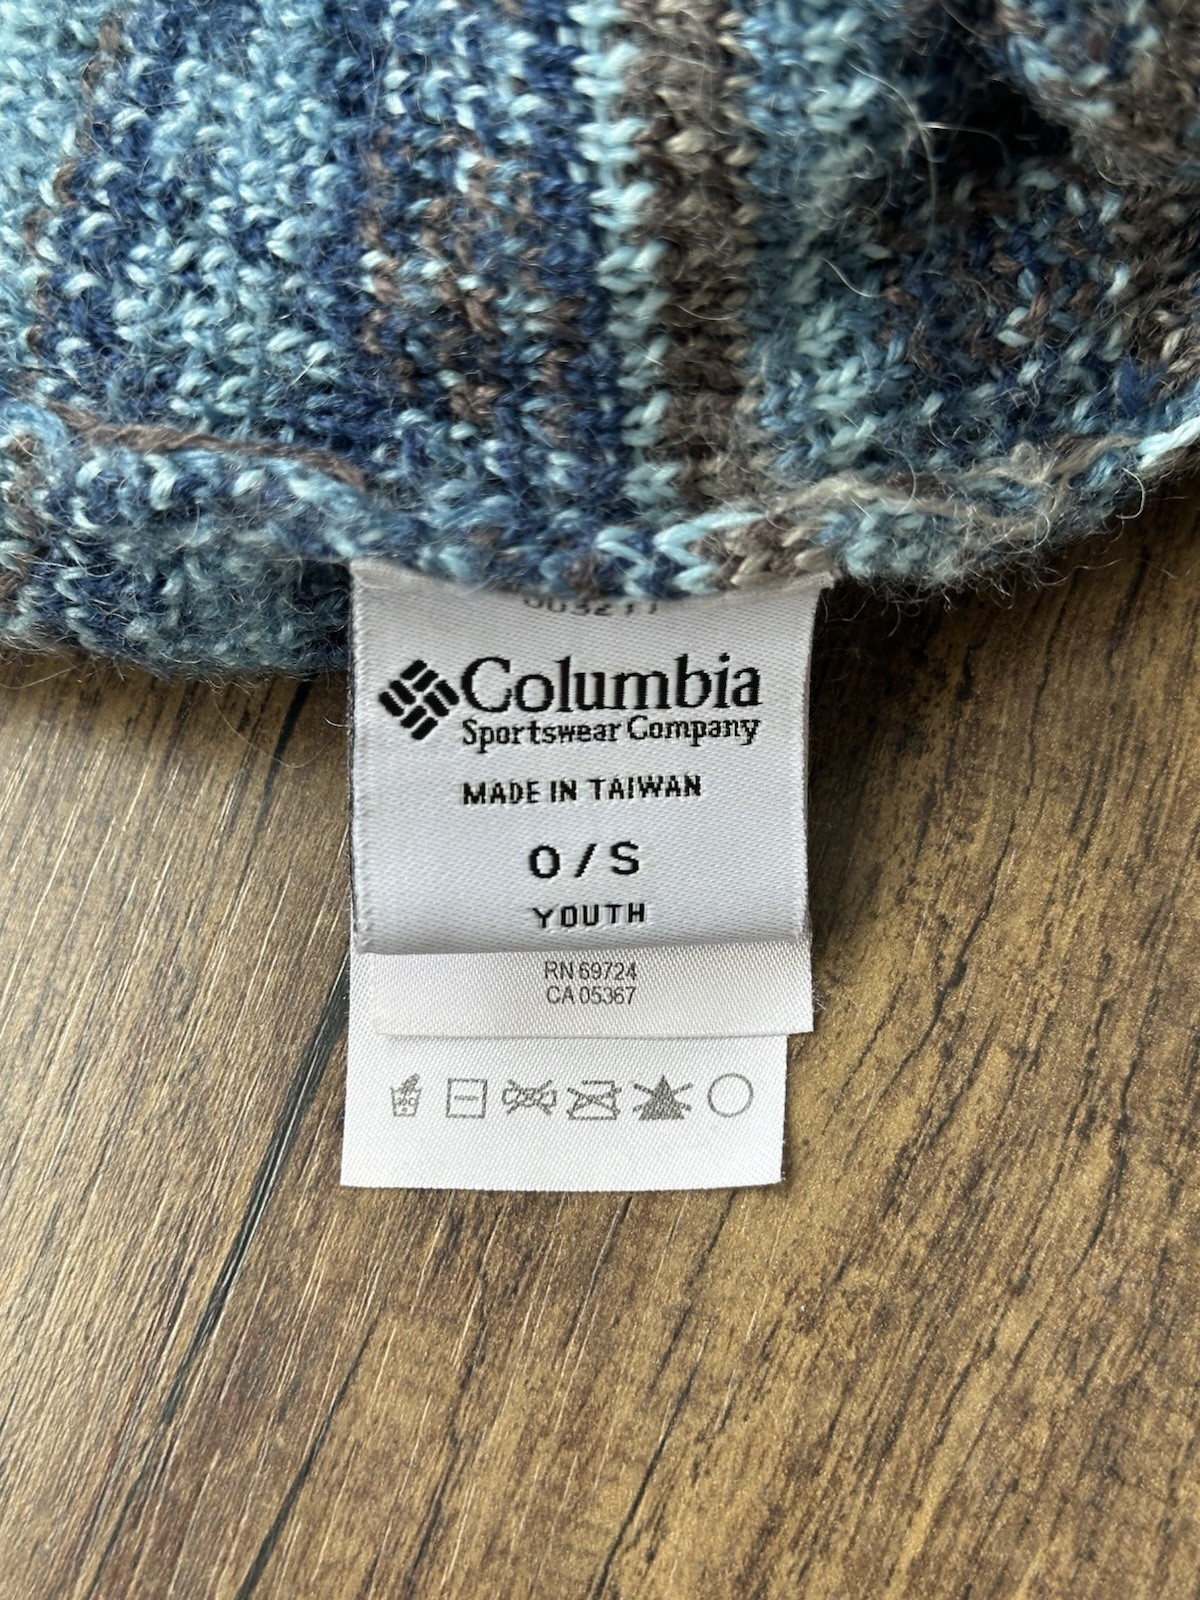 Columbia
Sportswear Company
MADE IN TAIWAN
O/S
YOUTH
RN 69724
CA 05367